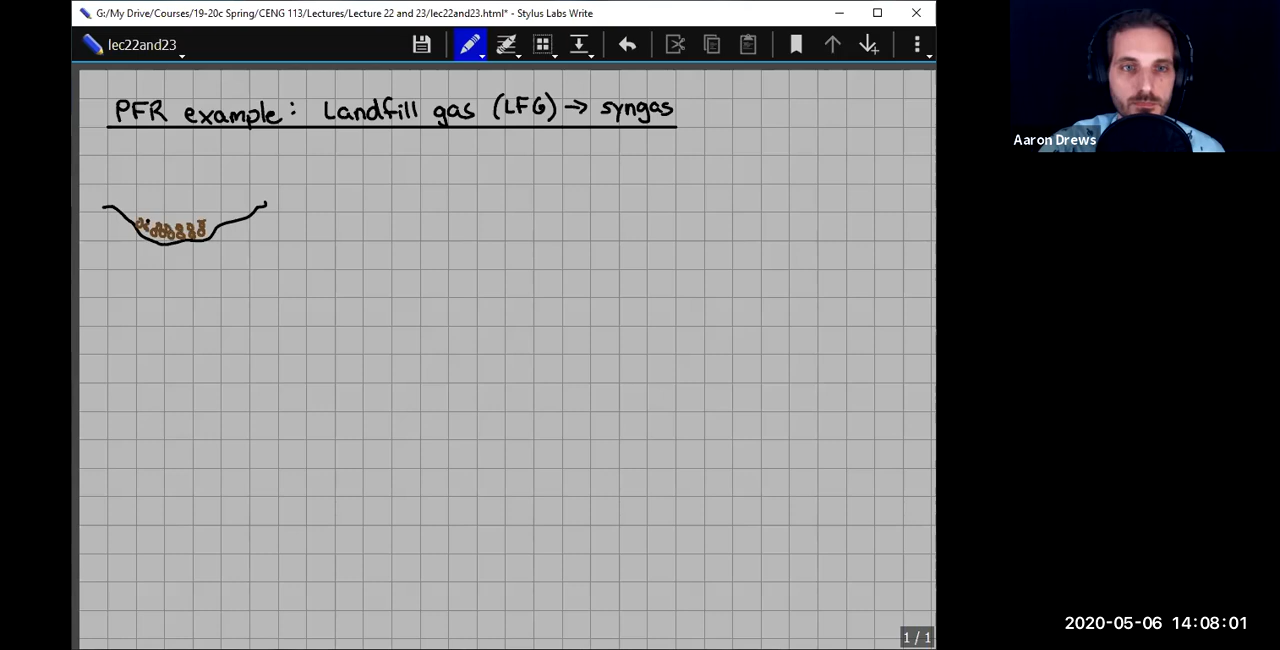 G:/My Drive/Courses/19-20c Spring/CENG 113/Lectures/Lecture 22 and 23/lec22and23.html* - Stylus Labs Write
lec22and23
PFR example: Landfill gas (LFG) → syngas
Aaron Drews
2020-05-06 14:08:01
1 / 1